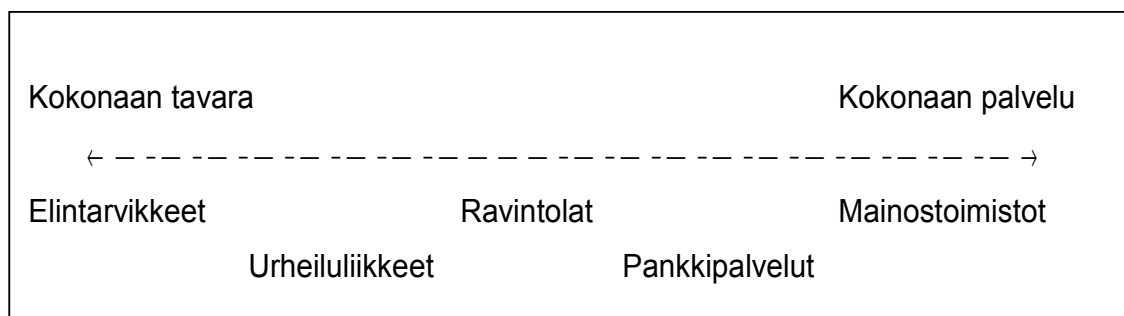 Kokonaan tavara Kokonaan palvelu
Elintarvikkeet Ravintolat Mainostoimistot
Urheiluliikkeet Pankkipalvelut